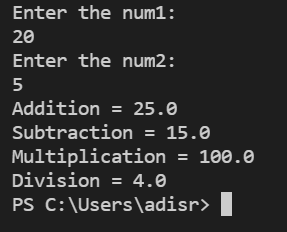 Enter the num1:
20
Enter the num2:
5
Addition = 25.0
Subtraction = 15.0
Multiplication = 100.0
Division = 4.0
PS C:\Users\adisr>